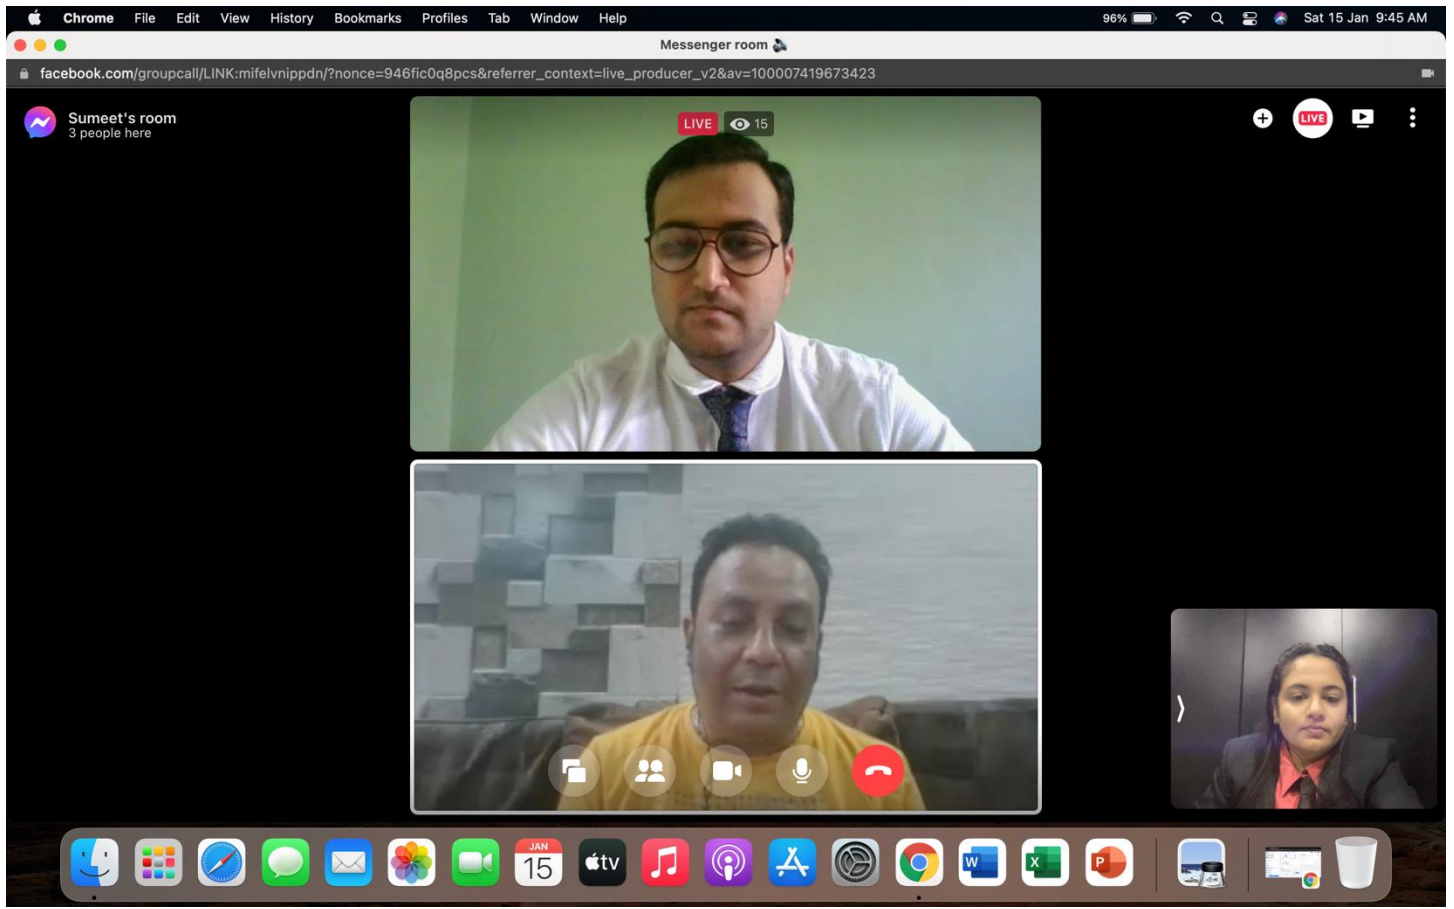 Chrome File Edit View History Bookmarks Profiles Tab Window Help 96% Sat 15 Jan 9:45 AM
Messenger room
facebook.com/groupcall/LINK:mifelvnippdn/?nonce=946fic0q8pcs&referrer_context=live_producer_v2&av=100007419673423
Sumeet's room
3 people here
LIVE 15
LIVE
JAN
15
tv
W
X
P